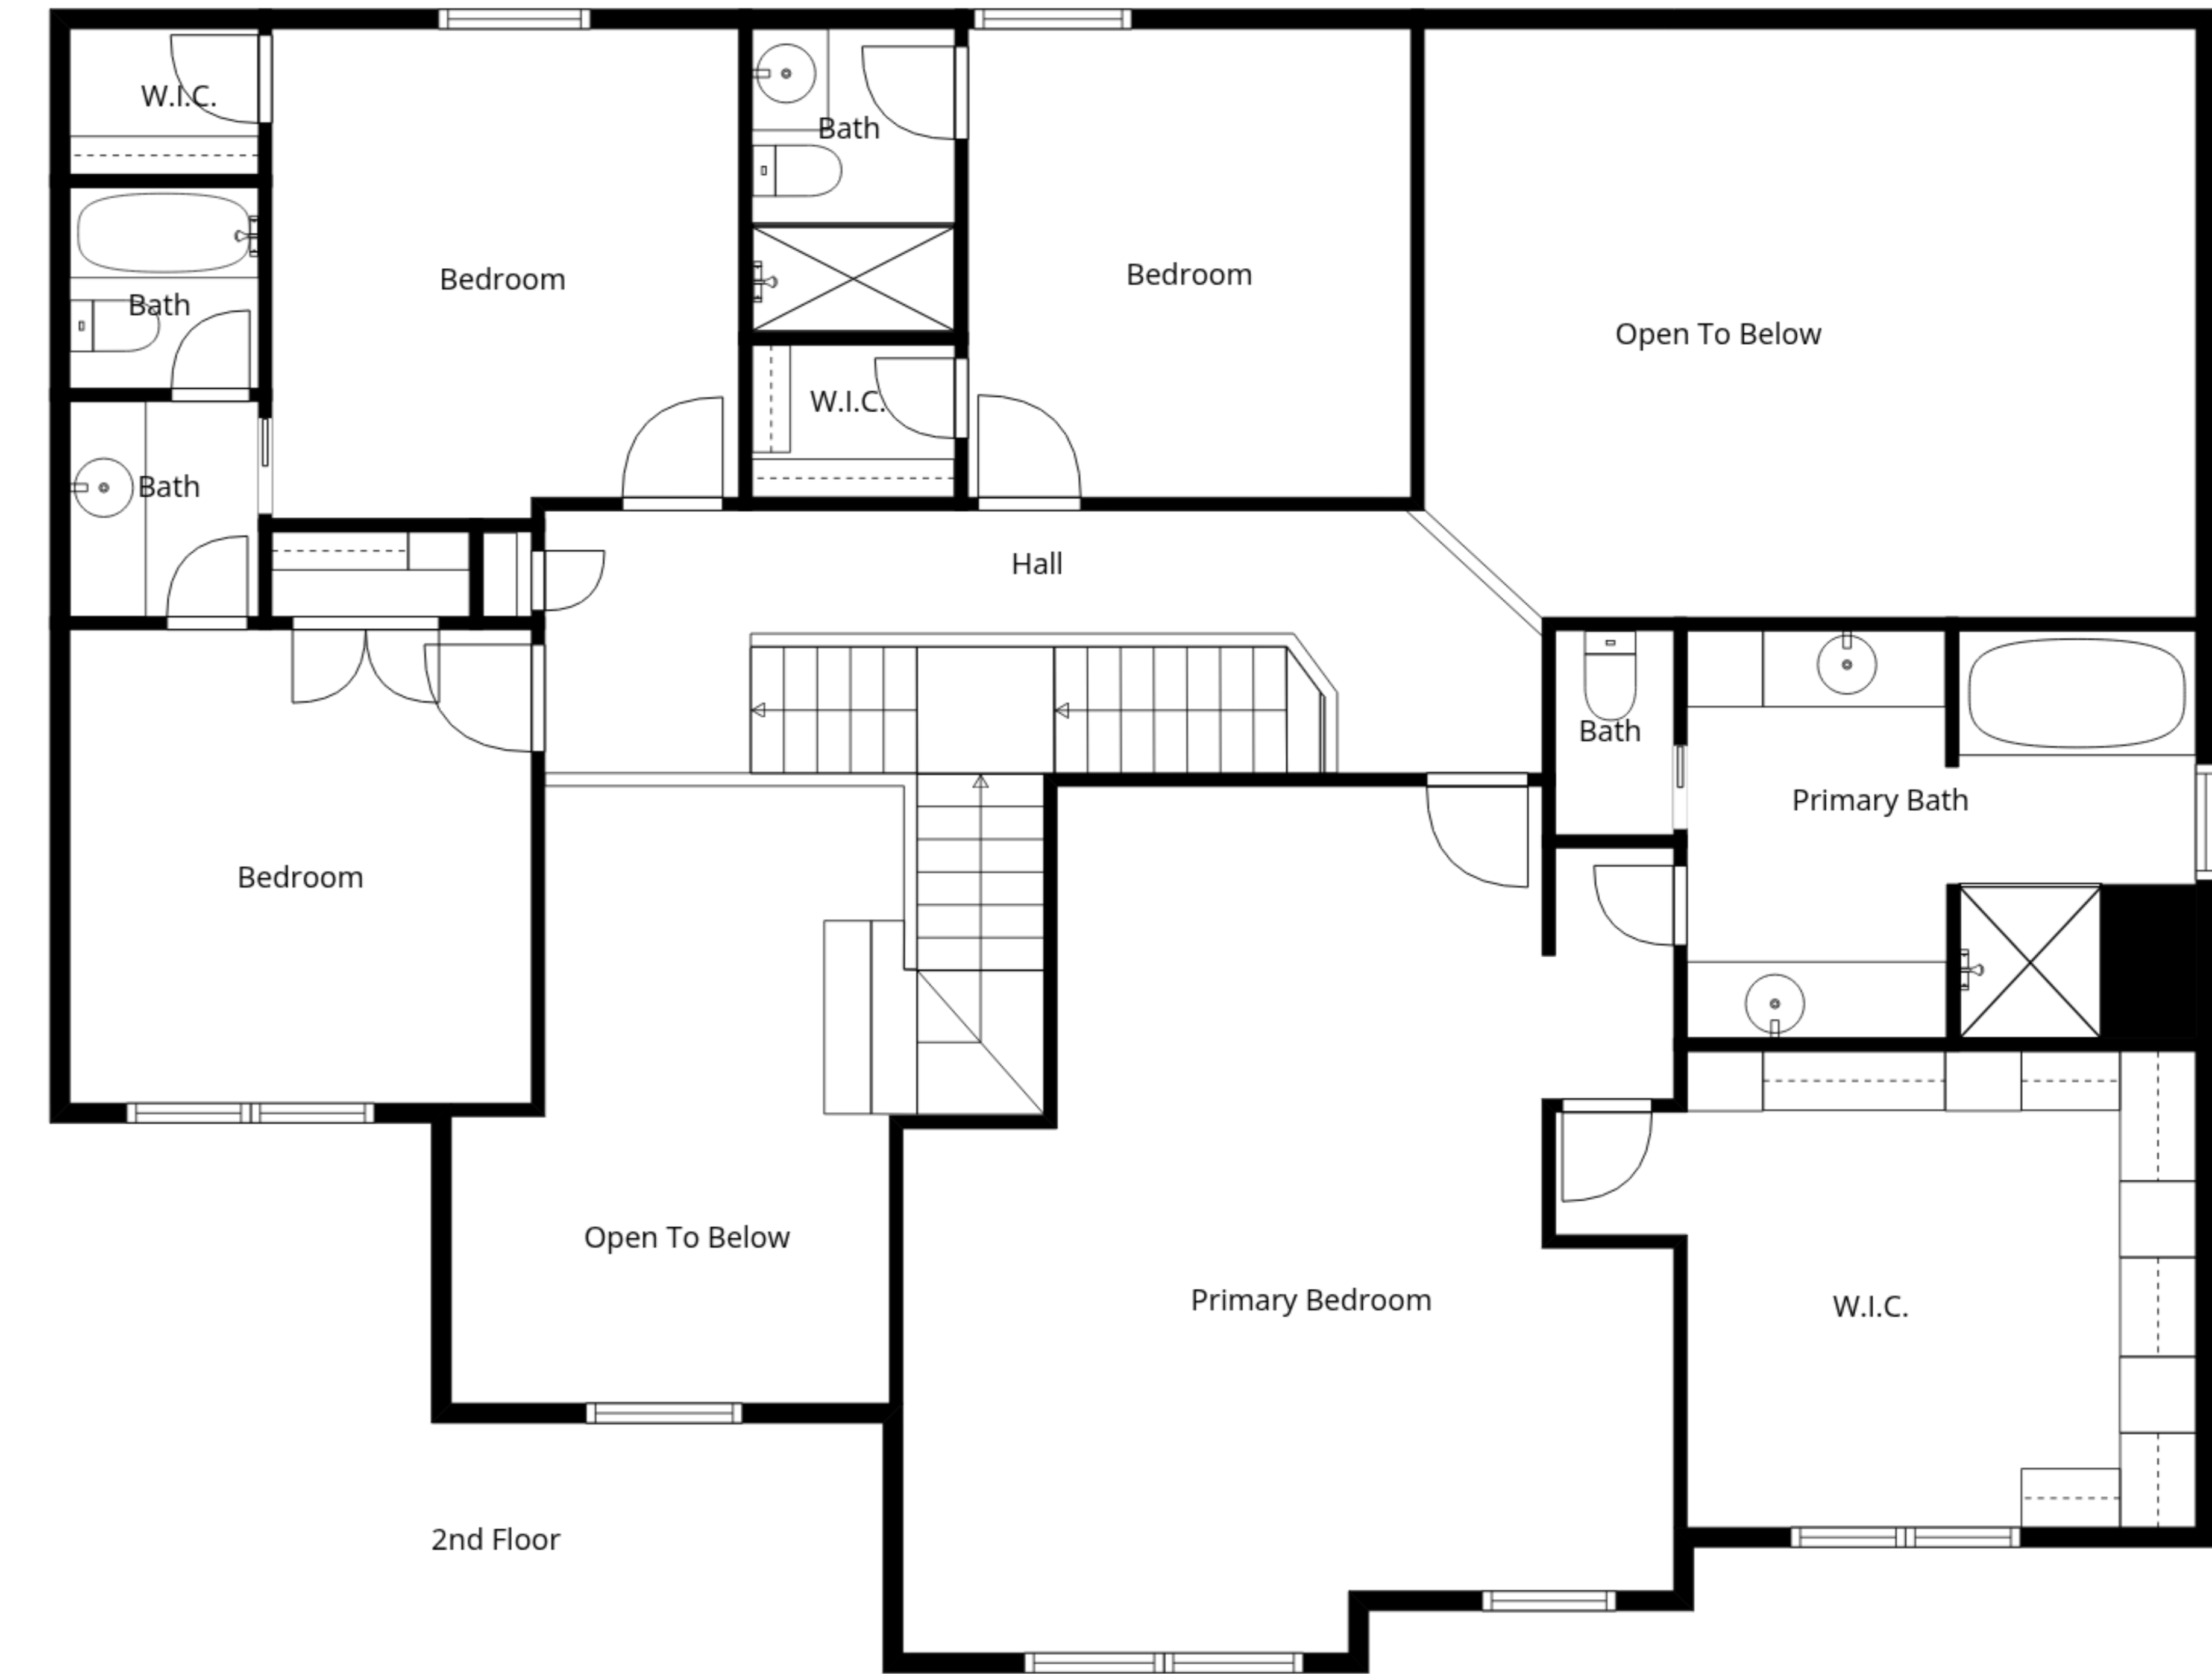 W.I.C.
Bath
Bedroom
Bedroom
Open To Below
Bath
W.I.C.
Bath
Hall
Bath
Primary Bath
Bedroom
Open To Below
Primary Bedroom
W.I.C.
2nd Floor